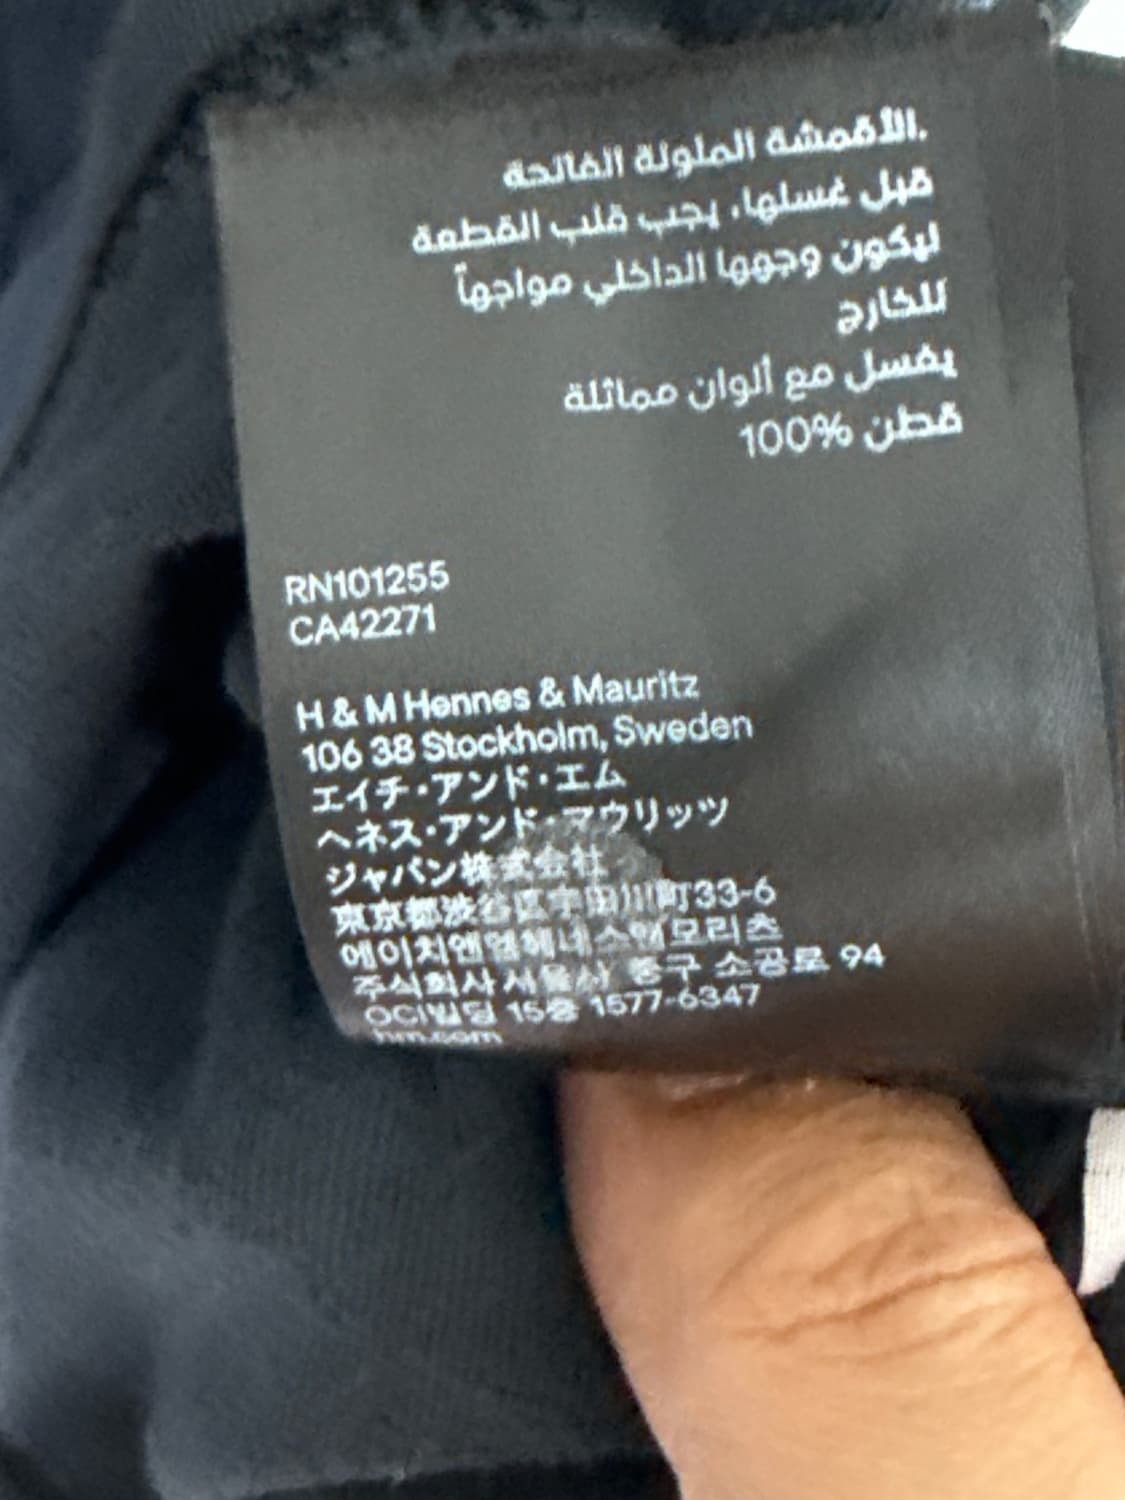 .الأقمشة الملونة الفاتحة
قبل غسلها، يجب قلب القطعة
ليكون وجهها الداخلي مواجهاً
للخارج
يغسل مع ألوان مماثلة
100% قطن
RN101255
CA42271
H & M Hennes & Mauritz
106 38 Stockholm, Sweden
エイチ・アンド・エム
ヘネス・アンド・マウリッツ
ジャパン株式会社
東京都渋谷区宇田川町33-6
에이치앤엠헤네스앤모리츠
주식회사 서울시 중구 소공로 94
OCI빌딩 15층 1577-6347
hm.com